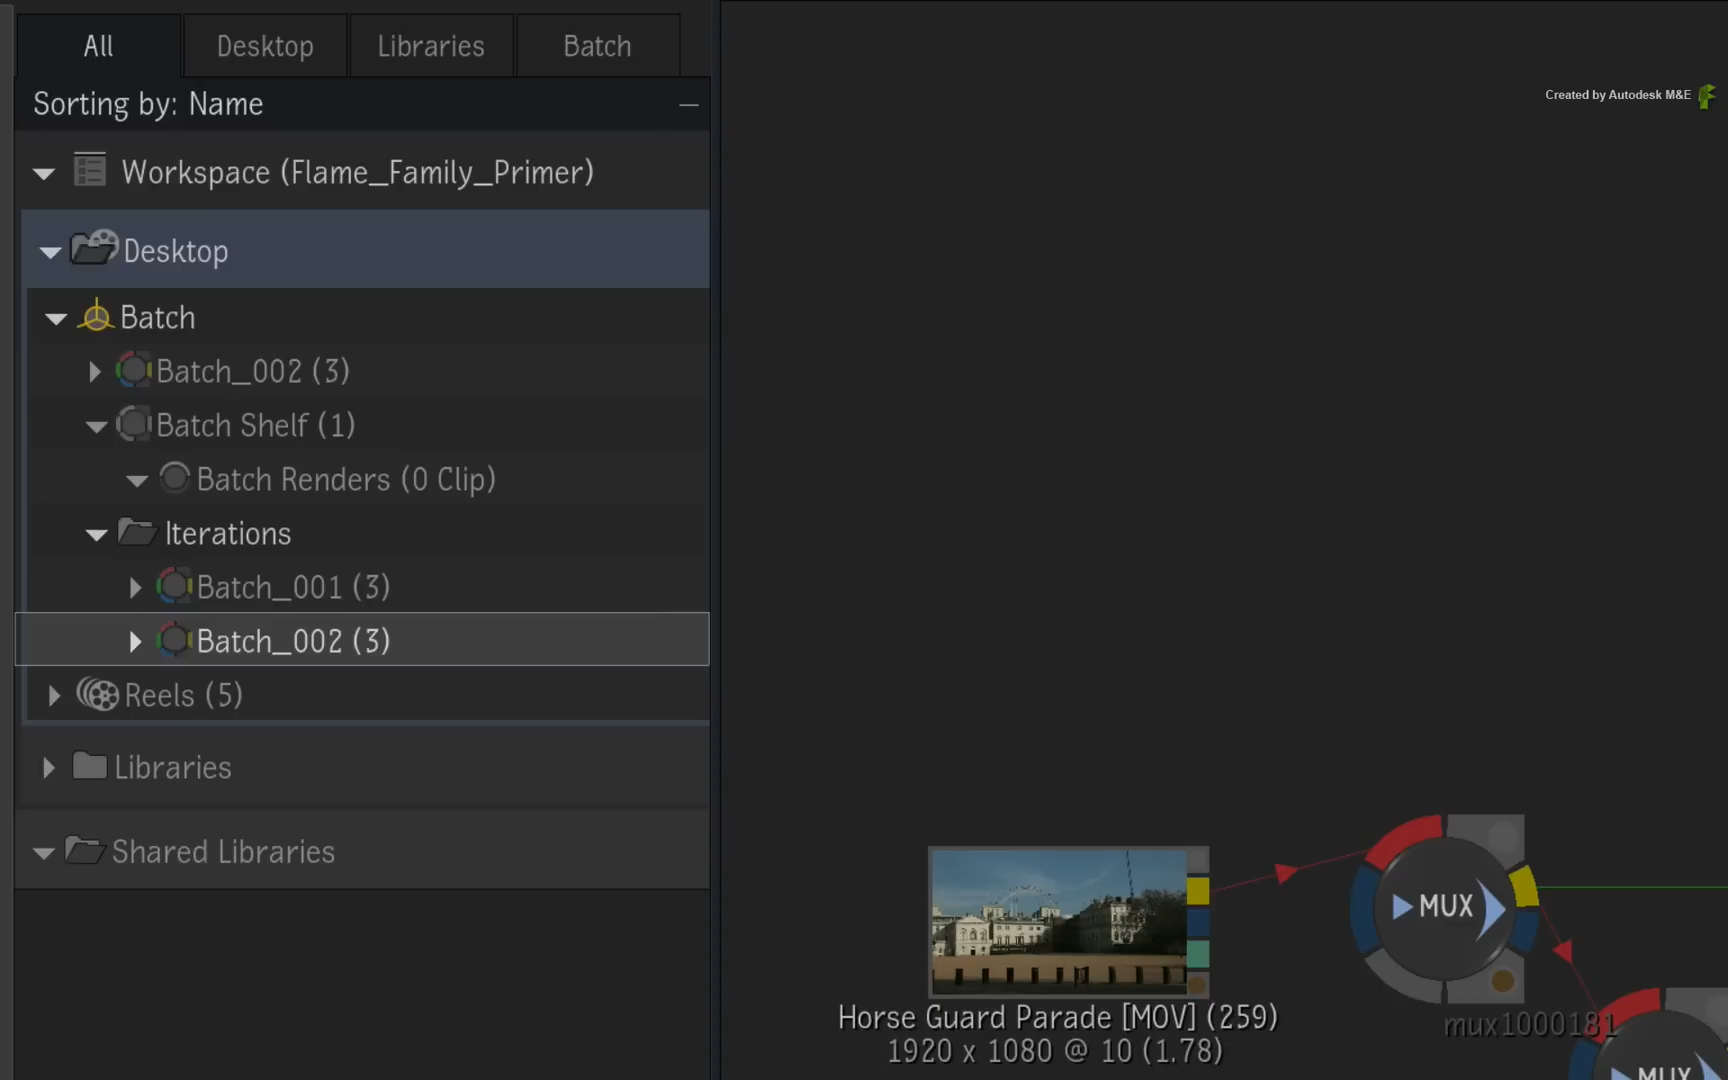 All
Desktop
Libraries
Batch
Sorting by: Name
Created by Autodesk M&E
Workspace (Flame_Family_Primer)
Desktop
Batch
Batch_002 (3)
Batch Shelf (1)
Batch Renders (0 Clip)
Iterations
Batch_001 (3)
Batch_002 (3)
Reels (5)
Libraries
Shared Libraries
MUX
Horse Guard Parade [MOV] (259)
1920 x 1080 @ 10 (1.78)
mux1000181
MUX